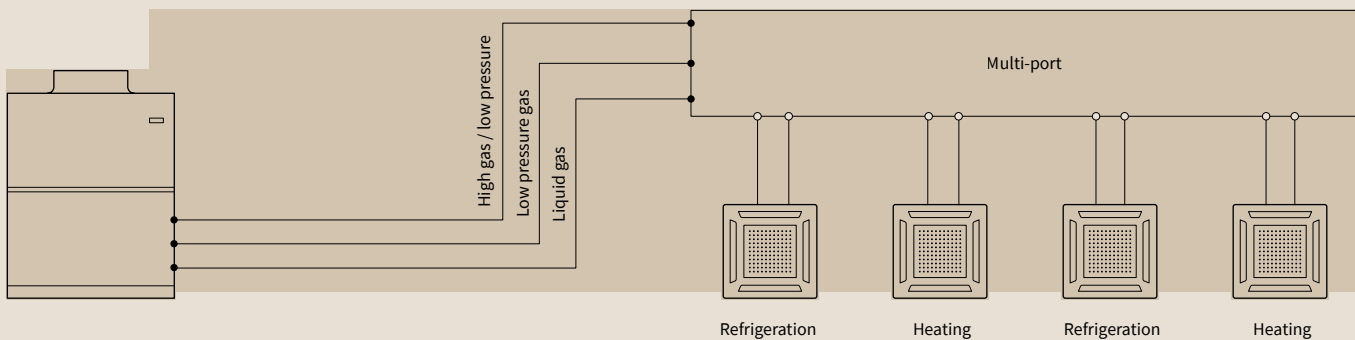 High gas / low pressure
Low pressure gas
Liquid gas
Multi-port
Refrigeration
Heating
Refrigeration
Heating